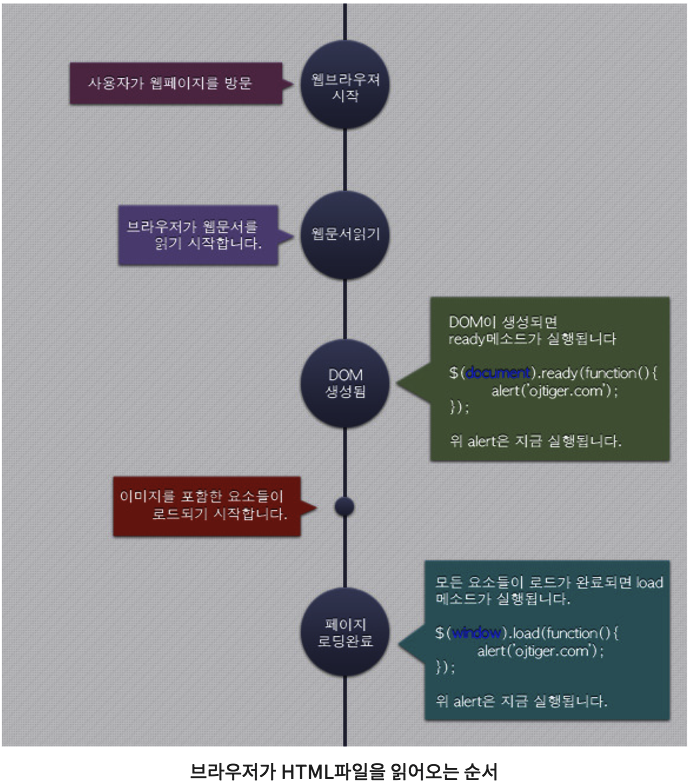 사용자가 웹페이지를 방문
웹브라우져
시작
브라우저가 웹문서를
읽기 시작합니다.
웹문서읽기
DOM
생성됨
DOM이 생성되면
ready메소드가 실행됩니다
$(document).ready(function(){
alert('ojtiger.com');
});
위 alert은 지금 실행됩니다.
이미지를 포함한 요소들이
로드되기 시작합니다.
페이지
로딩완료
모든 요소들이 로드가 완료되면 load
메소드가 실행됩니다.
$(window).load(function(){
alert('ojtiger.com');
});
위 alert은 지금 실행됩니다.
브라우저가 HTML파일을 읽어오는 순서